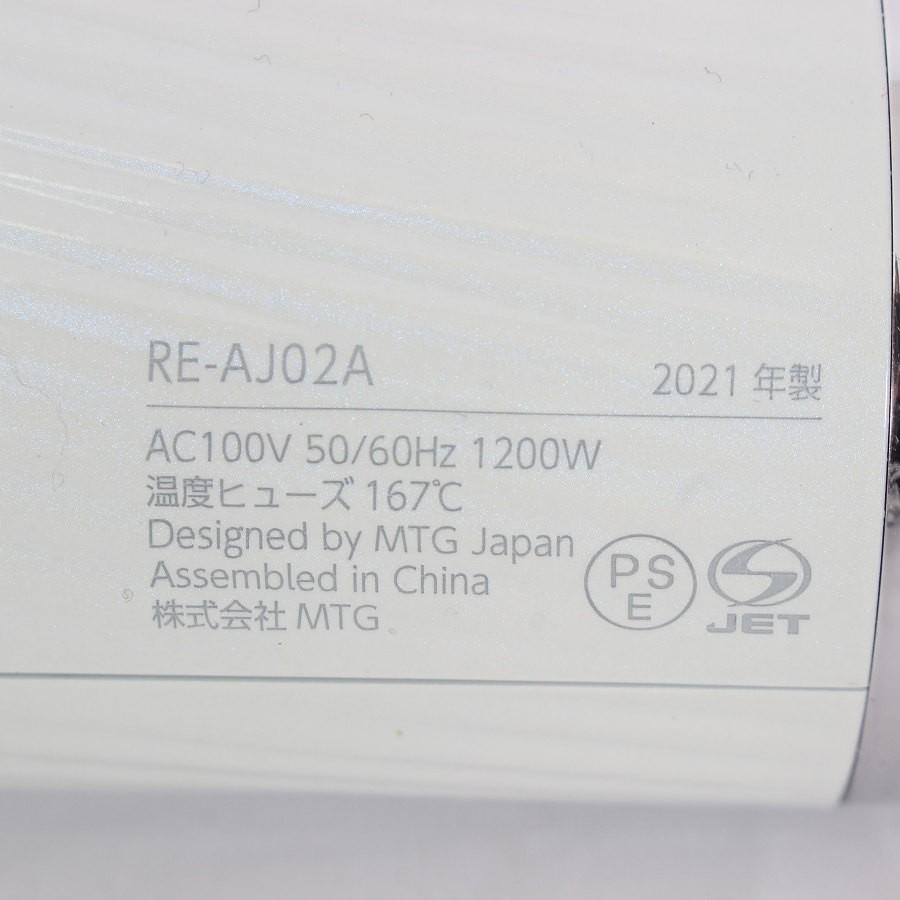 RE-AJ02A
2021 年製
AC100V 50/60Hz 1200W
温度ヒューズ 167℃
Designed by MTG Japan
Assembled in China
株式会社 MTG
PS
E
S
JET